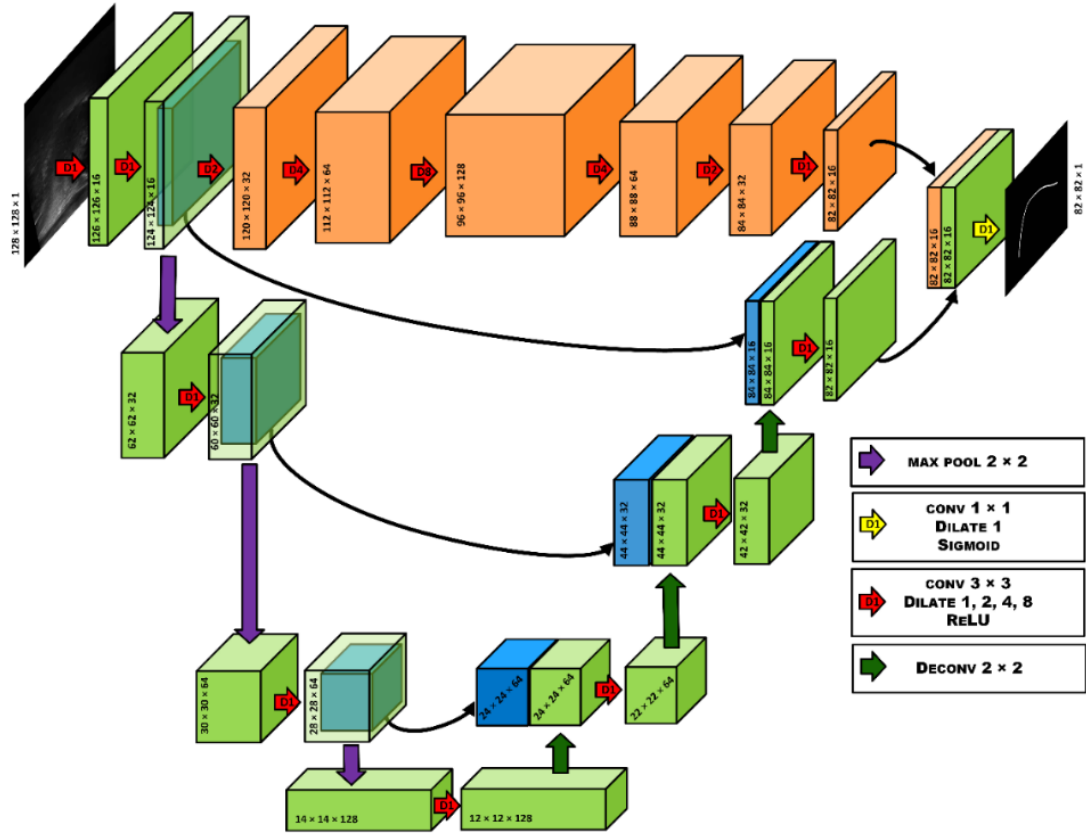 128 × 128 × 1
D1
126 × 126 × 16
D1
124 × 124 × 16
D2
120 × 120 × 32
D4
112 × 112 × 64
D8
96 × 96 × 128
D4
88 × 88 × 64
D2
84 × 84 × 32
D1
82 × 82 × 16
82 × 82 × 16
82 × 82 × 16
D1
82 × 82 × 1
62 × 62 × 32
D1
60 × 60 × 32
84 × 84 × 16
84 × 84 × 16
D1
82 × 82 × 16
44 × 44 × 32
44 × 44 × 32
D1
42 × 42 × 32
30 × 30 × 64
D1
28 × 28 × 64
24 × 24 × 64
24 × 24 × 64
D1
22 × 22 × 64
14 × 14 × 128
D1
12 × 12 × 128
MAX POOL 2 × 2
D1
CONV 1 × 1
DILATE 1
SIGMOID
D1
CONV 3 × 3
DILATE 1, 2, 4, 8
RELU
DECONV 2 × 2